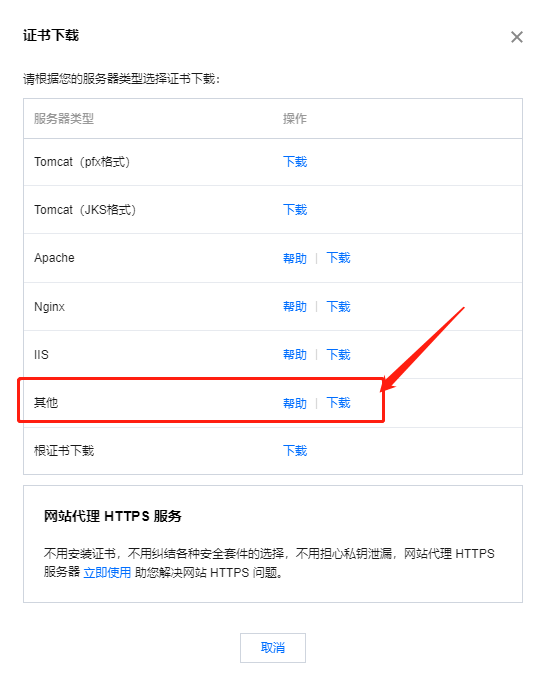 证书下载
请根据您的服务器类型选择证书下载：
服务器类型 操作
Tomcat（pfx格式） 下载
Tomcat（JKS格式） 下载
Apache 帮助 | 下载
Nginx 帮助 | 下载
IIS 帮助 | 下载
其他 帮助 | 下载
根证书下载 下载
网站代理 HTTPS 服务
不用安装证书，不用纠结各种安全套件的选择，不用担心私钥泄漏，网站代理 HTTPS
服务器 立即使用 助您解决网站 HTTPS 问题。
取消